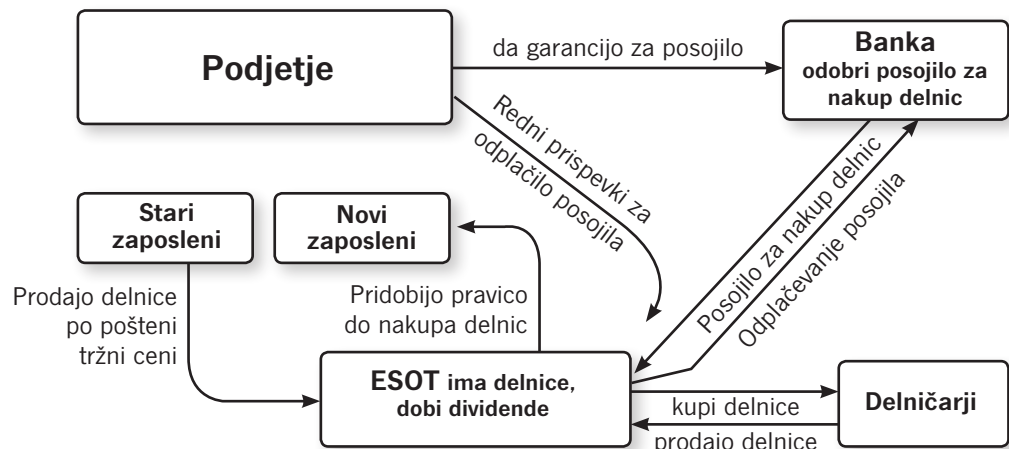 Podjetje
da garancijo za posojilo
Banka
odobri posojilo za
nakup delnic
Redni prispevki za
odplačilo posojila
Posojilo za nakup delnic
Odplačevanje posojila
Stari
zaposleni
Novi
zaposleni
Prodajo delnice
po pošteni
tržni ceni
Pridobijo pravico
do nakupa delnic
ESOT ima delnice,
dobi dividende
kupi delnice
prodajo delnice
Delničarji